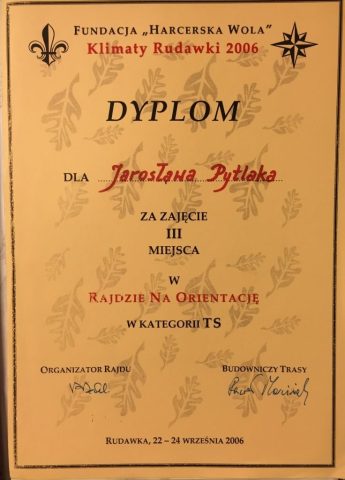 FUNDACJA „HARCERSKA WOLA"
Klimaty Rudawki 2006
DYPLOM
DLA Jarosława Pytlaka
ZA ZAJĘCIE
III
MIEJSCA
W
RAJDZIE NA ORIENTACJĘ
W KATEGORII TS
ORGANIZATOR RAJDU
BUDOWNICZY TRASY
RUDAWKA, 22 – 24 WRZEŚNIA 2006